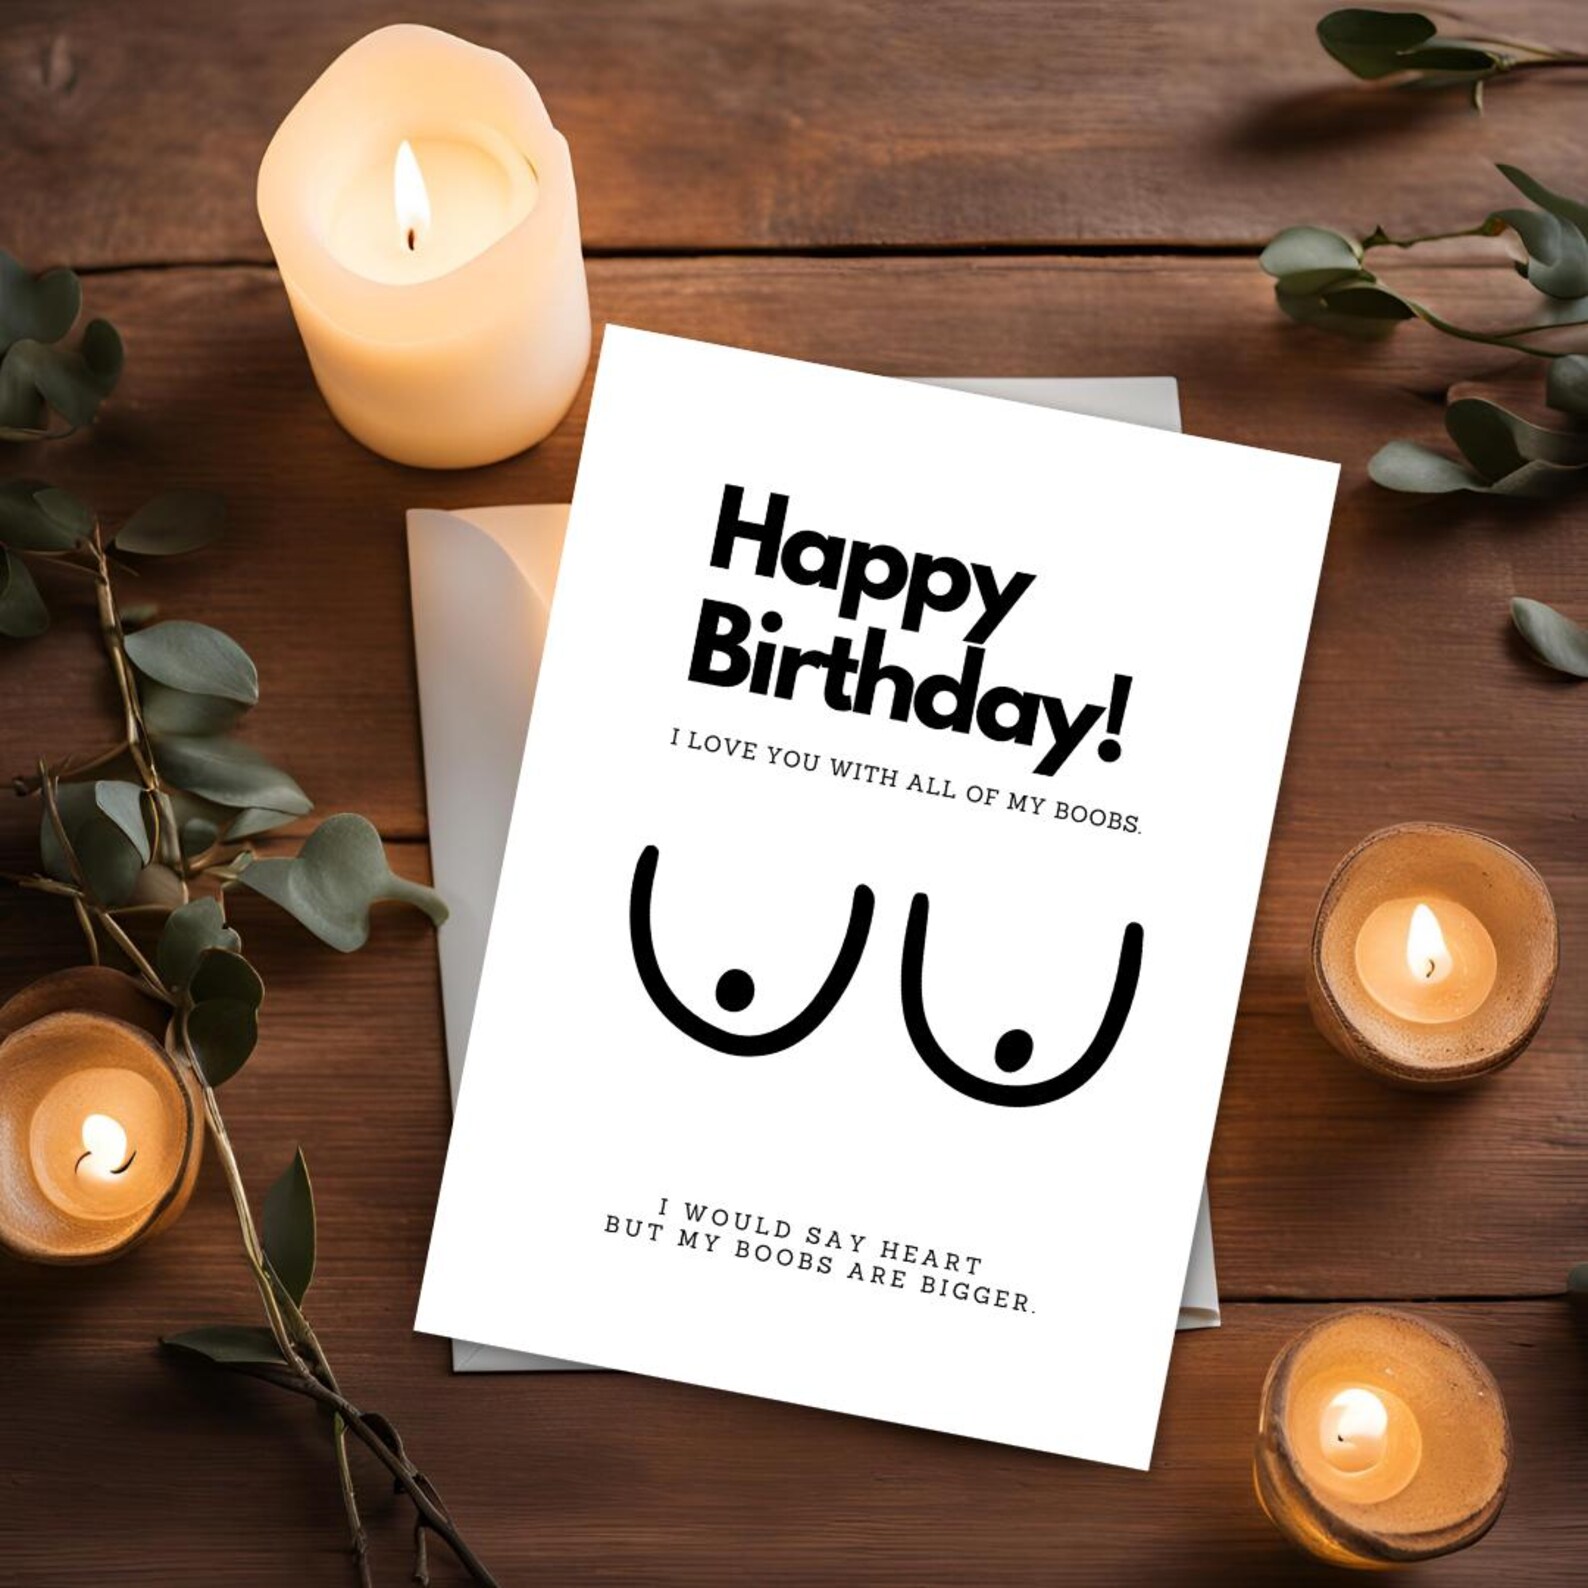 Happy
Birthday!
I LOVE YOU WITH ALL OF MY BOOBS.
I WOULD SAY HEART
BUT MY BOOBS ARE BIGGER.